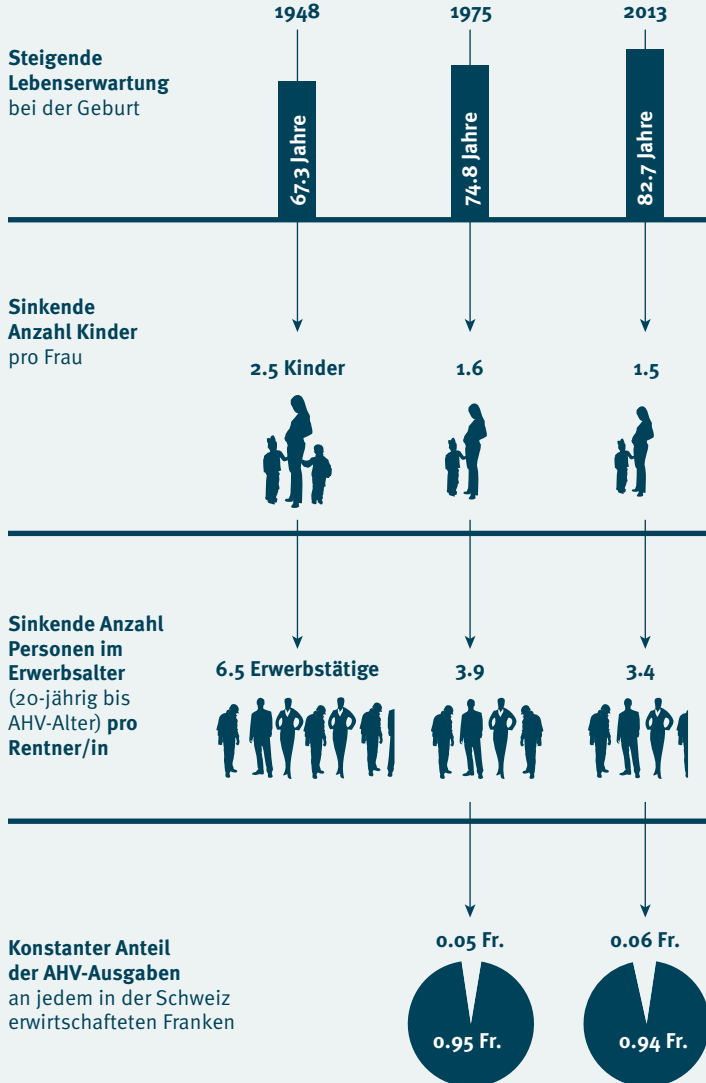 1948 1975 2013
Steigende
Lebenserwartung
bei der Geburt
67.3 Jahre
74.8 Jahre
82.7 Jahre
Sinkende
Anzahl Kinder
pro Frau
2.5 Kinder 1.6 1.5
Sinkende Anzahl
Personen im
Erwerbsalter
(20-jährig bis
AHV-Alter) pro
Rentner/in
6.5 Erwerbstätige 3.9 3.4
Konstanter Anteil
der AHV-Ausgaben
an jedem in der Schweiz
erwirtschafteten Franken
0.05 Fr. 0.06 Fr.
0.95 Fr. 0.94 Fr.